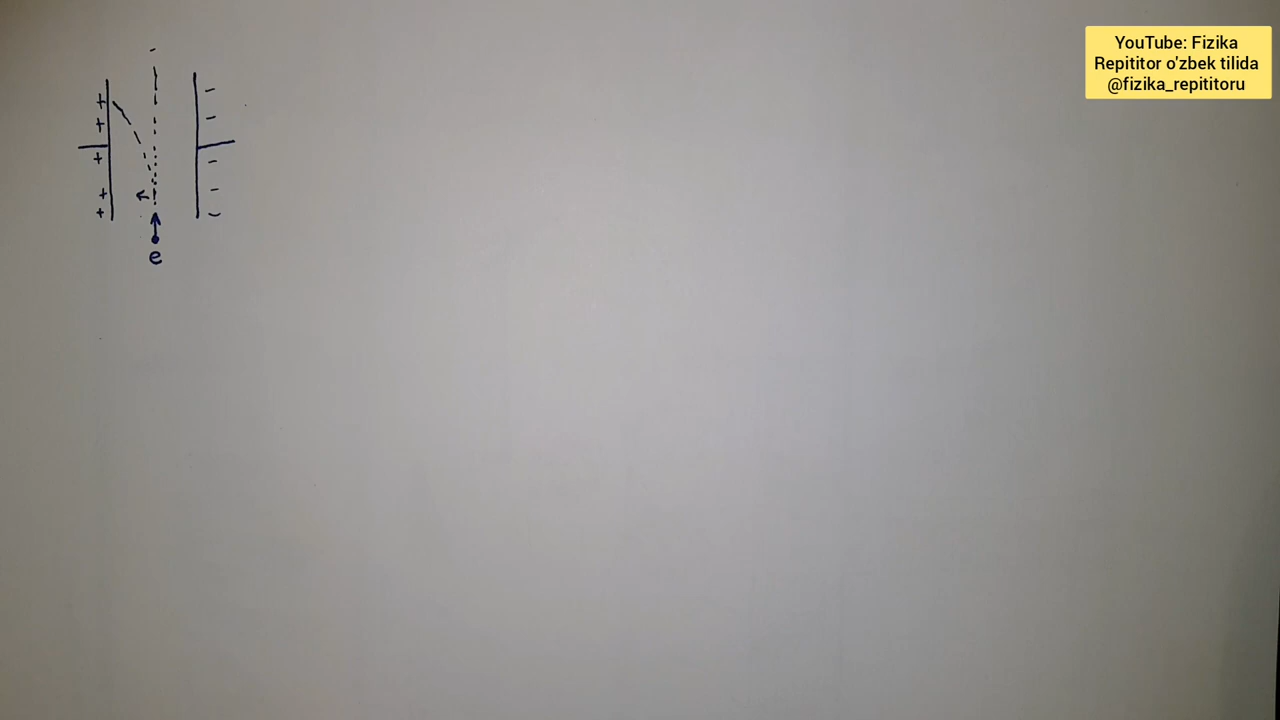 YouTube: Fizika
Repititor o'zbek tilida
@fizika_repititoru
+ -
+ -
+ -
+ -
+ -
e